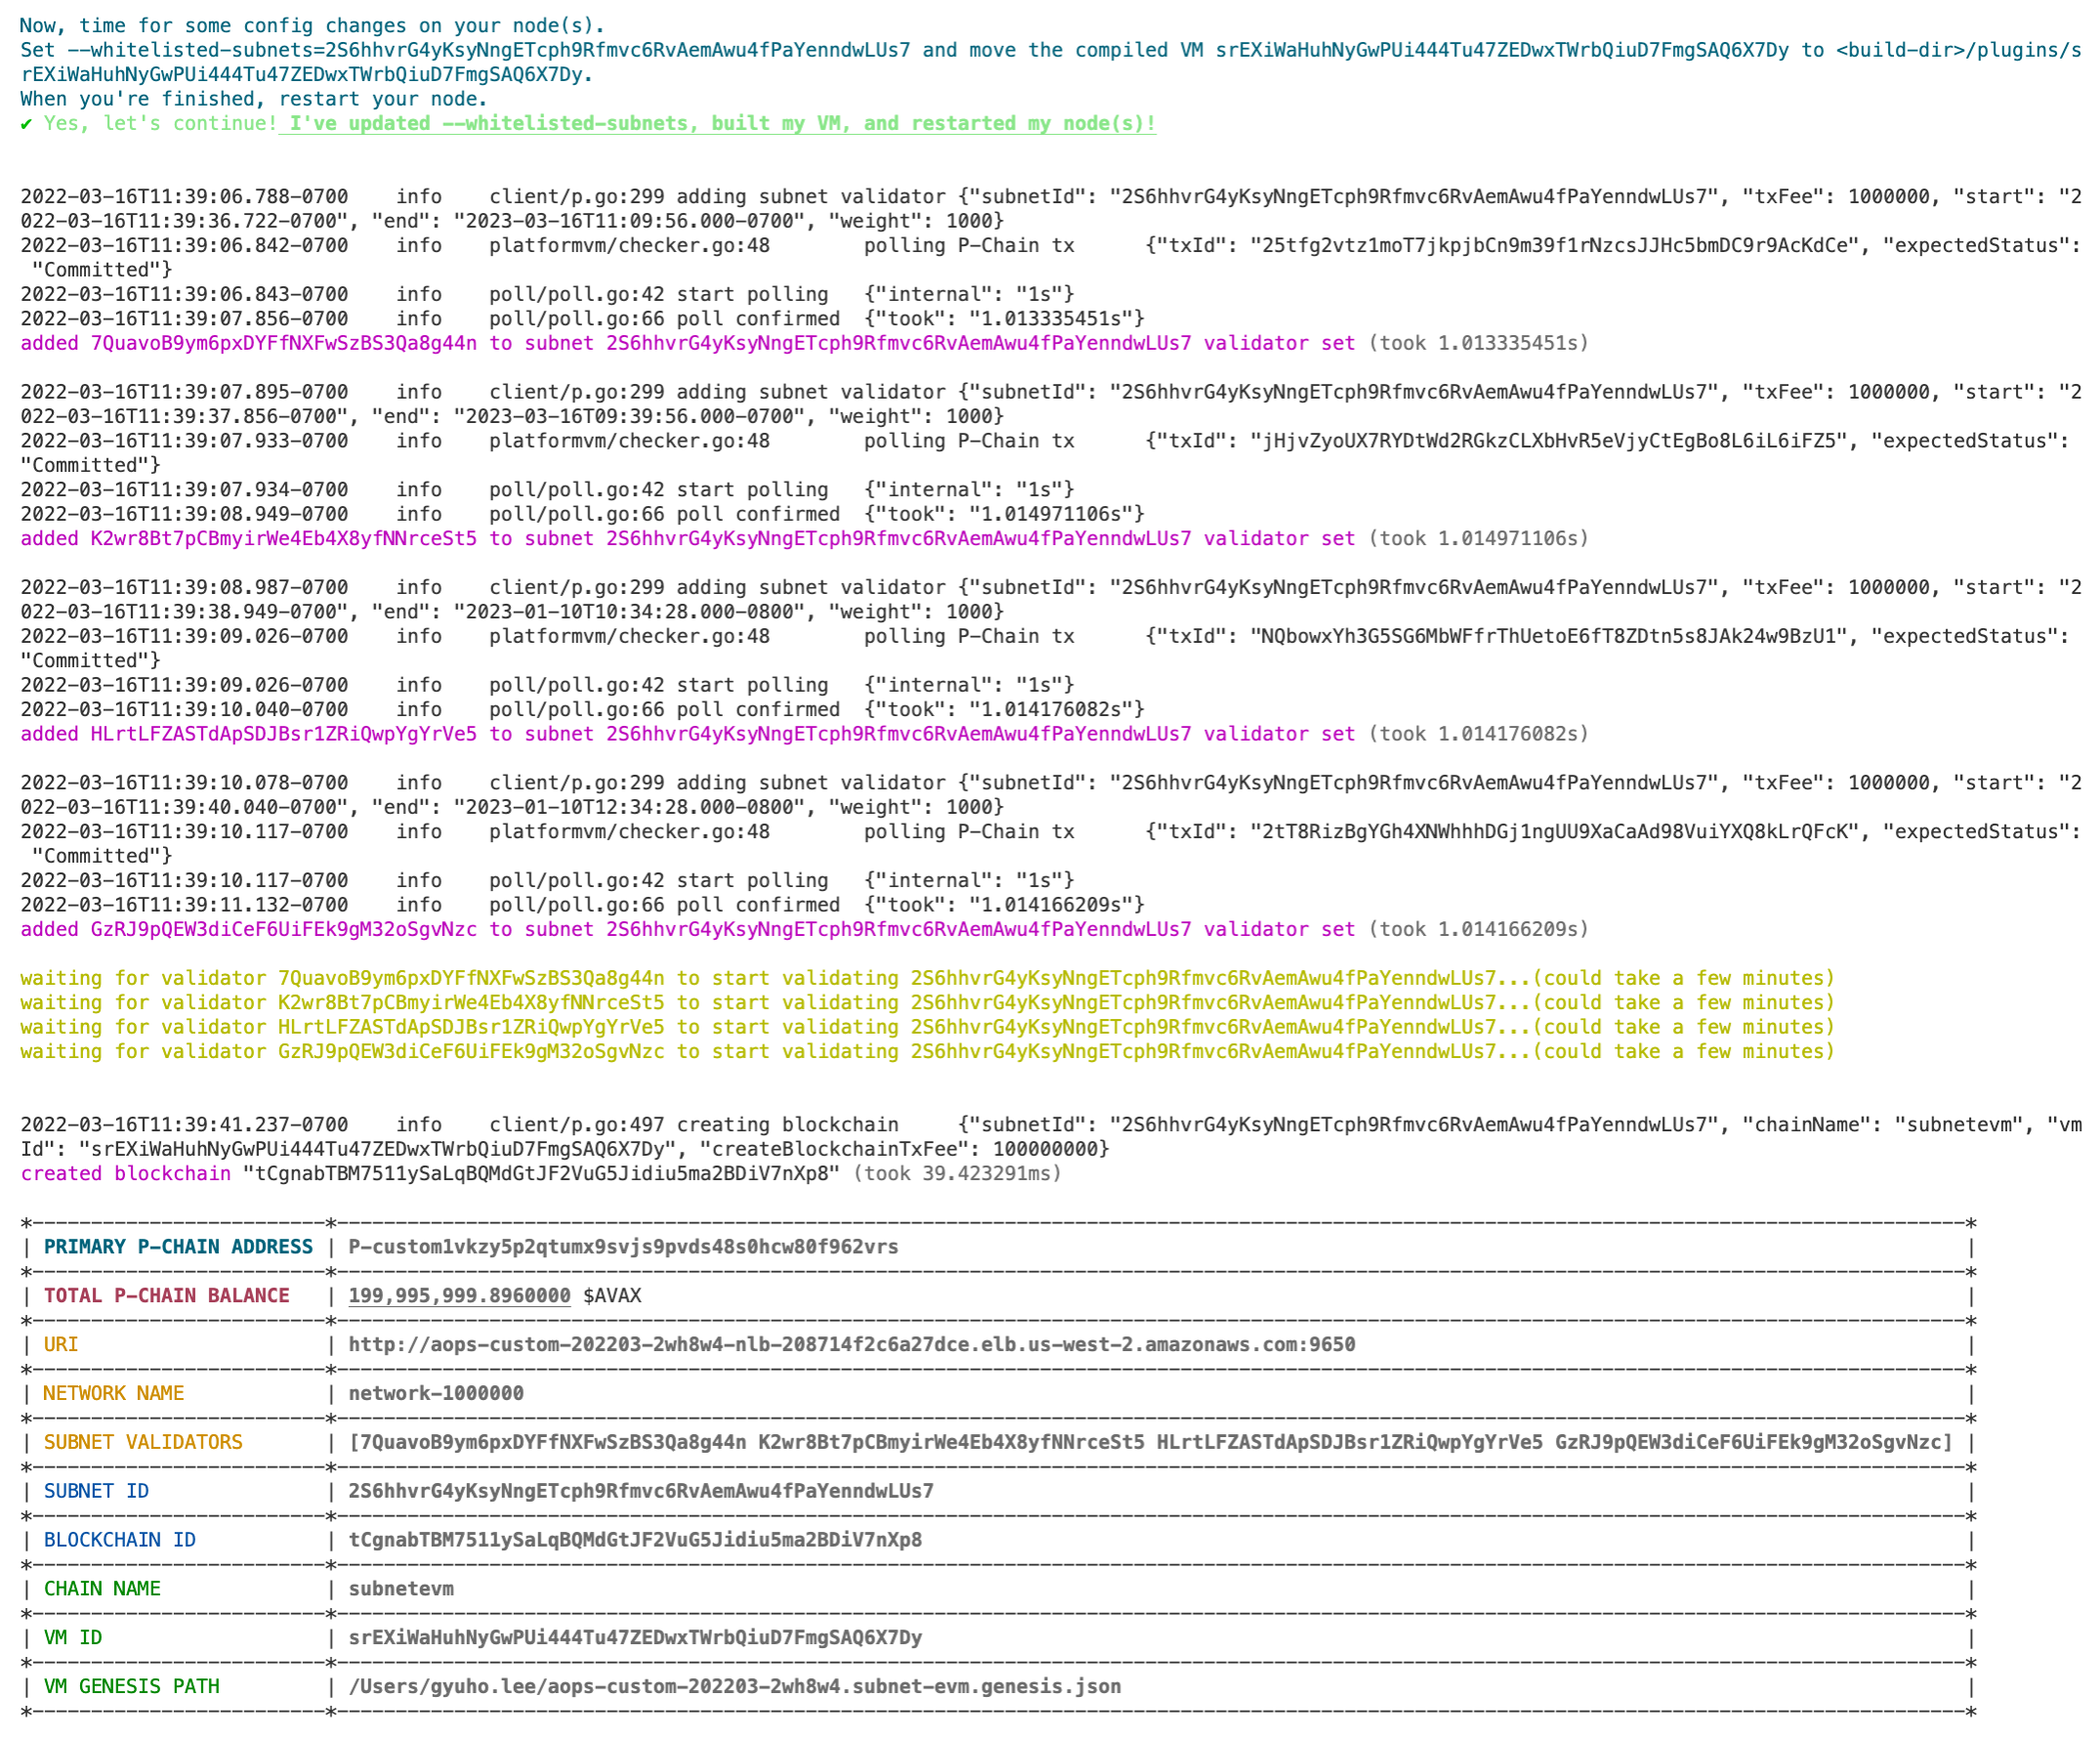 Now, time for some config changes on your node(s).
Set --whitelisted-subnets=2S6hhvrG4yKsyNngETcph9Rfmvc6RvAemAwu4fPaYenndwLUs7 and move the compiled VM srEXiWaHuhNyGwPUi444Tu47ZEDwxTWrbQiuD7FmgSAQ6X7Dy to <build-dir>/plugins/s
rEXiWaHuhNyGwPUi444Tu47ZEDwxTWrbQiuD7FmgSAQ6X7Dy.
When you're finished, restart your node.
✔ Yes, let's continue! I've updated --whitelisted-subnets, built my VM, and restarted my node(s)!
2022-03-16T11:39:06.788-0700    info    client/p.go:299 adding subnet validator {"subnetId": "2S6hhvrG4yKsyNngETcph9Rfmvc6RvAemAwu4fPaYenndwLUs7", "txFee": 1000000, "start": "2
022-03-16T11:39:36.722-0700", "end": "2023-03-16T11:09:56.000-0700", "weight": 1000}
2022-03-16T11:39:06.842-0700    info    platformvm/checker.go:48        polling P-Chain tx      {"txId": "25tfg2vtz1moT7jkpjbCn9m39f1rNzcsJJHc5bmDC9r9AcKdCe", "expectedStatus":
 "Committed"}
2022-03-16T11:39:06.843-0700    info    poll/poll.go:42 start polling   {"internal": "1s"}
2022-03-16T11:39:07.856-0700    info    poll/poll.go:66 poll confirmed  {"took": "1.013335451s"}
added 7QuavoB9ym6pxDYFfNXFwSzBS3Qa8g44n to subnet 2S6hhvrG4yKsyNngETcph9Rfmvc6RvAemAwu4fPaYenndwLUs7 validator set (took 1.013335451s)
2022-03-16T11:39:07.895-0700    info    client/p.go:299 adding subnet validator {"subnetId": "2S6hhvrG4yKsyNngETcph9Rfmvc6RvAemAwu4fPaYenndwLUs7", "txFee": 1000000, "start": "2
022-03-16T11:39:37.856-0700", "end": "2023-03-16T09:39:56.000-0700", "weight": 1000}
2022-03-16T11:39:07.933-0700    info    platformvm/checker.go:48        polling P-Chain tx      {"txId": "jHjvZyoUX7RYDtWd2RGkzCLXbHvR5eVjyCtEgBo8L6iL6iFZ5", "expectedStatus":
"Committed"}
2022-03-16T11:39:07.934-0700    info    poll/poll.go:42 start polling   {"internal": "1s"}
2022-03-16T11:39:08.949-0700    info    poll/poll.go:66 poll confirmed  {"took": "1.014971106s"}
added K2wr8Bt7pCBmyirWe4Eb4X8yfNNrceSt5 to subnet 2S6hhvrG4yKsyNngETcph9Rfmvc6RvAemAwu4fPaYenndwLUs7 validator set (took 1.014971106s)
2022-03-16T11:39:08.987-0700    info    client/p.go:299 adding subnet validator {"subnetId": "2S6hhvrG4yKsyNngETcph9Rfmvc6RvAemAwu4fPaYenndwLUs7", "txFee": 1000000, "start": "2
022-03-16T11:39:38.949-0700", "end": "2023-01-10T10:34:28.000-0800", "weight": 1000}
2022-03-16T11:39:09.026-0700    info    platformvm/checker.go:48        polling P-Chain tx      {"txId": "NQbowxYh3G5SG6MbWFfrThUetoE6fT8ZDtn5s8JAk24w9BzU1", "expectedStatus":
"Committed"}
2022-03-16T11:39:09.026-0700    info    poll/poll.go:42 start polling   {"internal": "1s"}
2022-03-16T11:39:10.040-0700    info    poll/poll.go:66 poll confirmed  {"took": "1.014176082s"}
added HLrtLFZASTdApSDJBsr1ZRiQwpYgYrVe5 to subnet 2S6hhvrG4yKsyNngETcph9Rfmvc6RvAemAwu4fPaYenndwLUs7 validator set (took 1.014176082s)
2022-03-16T11:39:10.078-0700    info    client/p.go:299 adding subnet validator {"subnetId": "2S6hhvrG4yKsyNngETcph9Rfmvc6RvAemAwu4fPaYenndwLUs7", "txFee": 1000000, "start": "2
022-03-16T11:39:40.040-0700", "end": "2023-01-10T12:34:28.000-0800", "weight": 1000}
2022-03-16T11:39:10.117-0700    info    platformvm/checker.go:48        polling P-Chain tx      {"txId": "2tT8RizBgYGh4XNWhhhDGj1ngUU9XaCaAd98VuiYXQ8kLrQFcK", "expectedStatus":
 "Committed"}
2022-03-16T11:39:10.117-0700    info    poll/poll.go:42 start polling   {"internal": "1s"}
2022-03-16T11:39:11.132-0700    info    poll/poll.go:66 poll confirmed  {"took": "1.014166209s"}
added GzRJ9pQEW3diCeF6UiFEk9gM32oSgvNzc to subnet 2S6hhvrG4yKsyNngETcph9Rfmvc6RvAemAwu4fPaYenndwLUs7 validator set (took 1.014166209s)
waiting for validator 7QuavoB9ym6pxDYFfNXFwSzBS3Qa8g44n to start validating 2S6hhvrG4yKsyNngETcph9Rfmvc6RvAemAwu4fPaYenndwLUs7...(could take a few minutes)
waiting for validator K2wr8Bt7pCBmyirWe4Eb4X8yfNNrceSt5 to start validating 2S6hhvrG4yKsyNngETcph9Rfmvc6RvAemAwu4fPaYenndwLUs7...(could take a few minutes)
waiting for validator HLrtLFZASTdApSDJBsr1ZRiQwpYgYrVe5 to start validating 2S6hhvrG4yKsyNngETcph9Rfmvc6RvAemAwu4fPaYenndwLUs7...(could take a few minutes)
waiting for validator GzRJ9pQEW3diCeF6UiFEk9gM32oSgvNzc to start validating 2S6hhvrG4yKsyNngETcph9Rfmvc6RvAemAwu4fPaYenndwLUs7...(could take a few minutes)
2022-03-16T11:39:41.237-0700    info    client/p.go:497 creating blockchain     {"subnetId": "2S6hhvrG4yKsyNngETcph9Rfmvc6RvAemAwu4fPaYenndwLUs7", "chainName": "subnetevm", "vm
Id": "srEXiWaHuhNyGwPUi444Tu47ZEDwxTWrbQiuD7FmgSAQ6X7Dy", "createBlockchainTxFee": 100000000}
created blockchain "tCgnabTBM7511ySaLqBQMdGtJF2VuG5Jidiu5ma2BDiV7nXp8" (took 39.423291ms)
| PRIMARY P-CHAIN ADDRESS | P-custom1vkzy5p2qtumx9svjs9pvds48s0hcw80f962vrs |
| TOTAL P-CHAIN BALANCE | 199,995,999.8960000 $AVAX |
| URI | http://aops-custom-202203-2wh8w4-nlb-208714f2c6a27dce.elb.us-west-2.amazonaws.com:9650 |
| NETWORK NAME | network-1000000 |
| SUBNET VALIDATORS | [7QuavoB9ym6pxDYFfNXFwSzBS3Qa8g44n K2wr8Bt7pCBmyirWe4Eb4X8yfNNrceSt5 HLrtLFZASTdApSDJBsr1ZRiQwpYgYrVe5 GzRJ9pQEW3diCeF6UiFEk9gM32oSgvNzc] |
| SUBNET ID | 2S6hhvrG4yKsyNngETcph9Rfmvc6RvAemAwu4fPaYenndwLUs7 |
| BLOCKCHAIN ID | tCgnabTBM7511ySaLqBQMdGtJF2VuG5Jidiu5ma2BDiV7nXp8 |
| CHAIN NAME | subnetevm |
| VM ID | srEXiWaHuhNyGwPUi444Tu47ZEDwxTWrbQiuD7FmgSAQ6X7Dy |
| VM GENESIS PATH | /Users/gyuho.lee/aops-custom-202203-2wh8w4.subnet-evm.genesis.json |